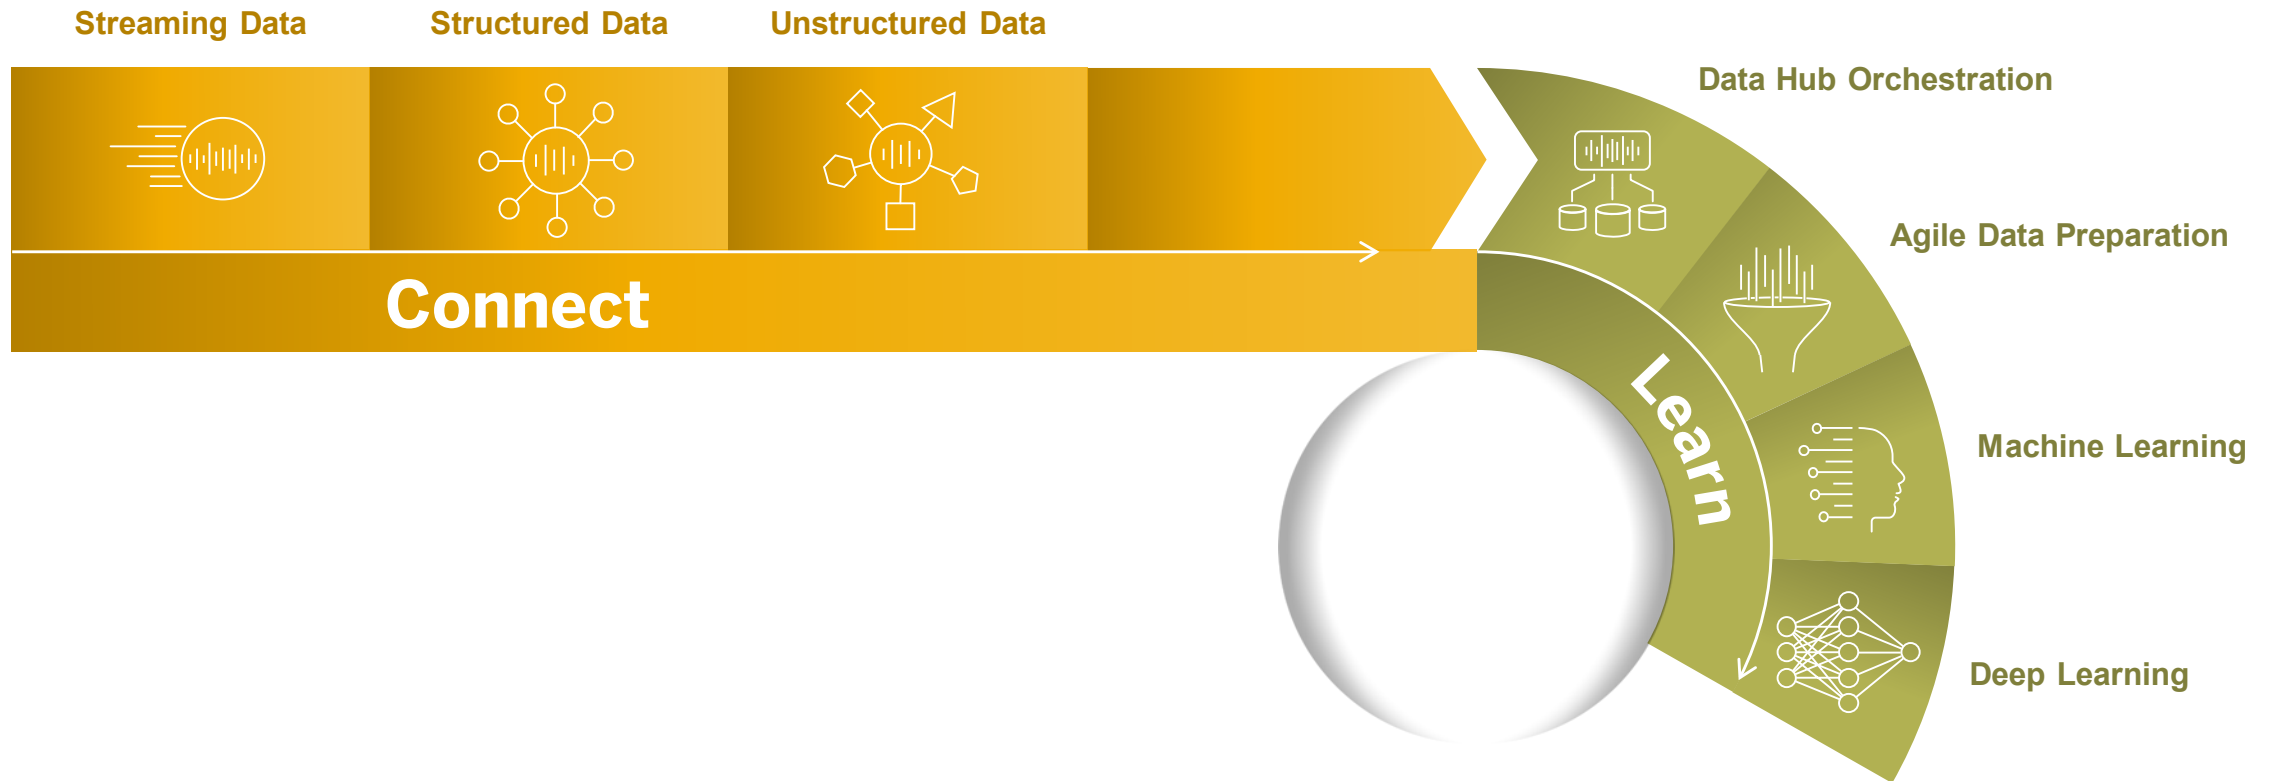 Streaming Data
Structured Data
Unstructured Data
Data Hub Orchestration
Agile Data Preparation
Connect
Learn
Machine Learning
Deep Learning